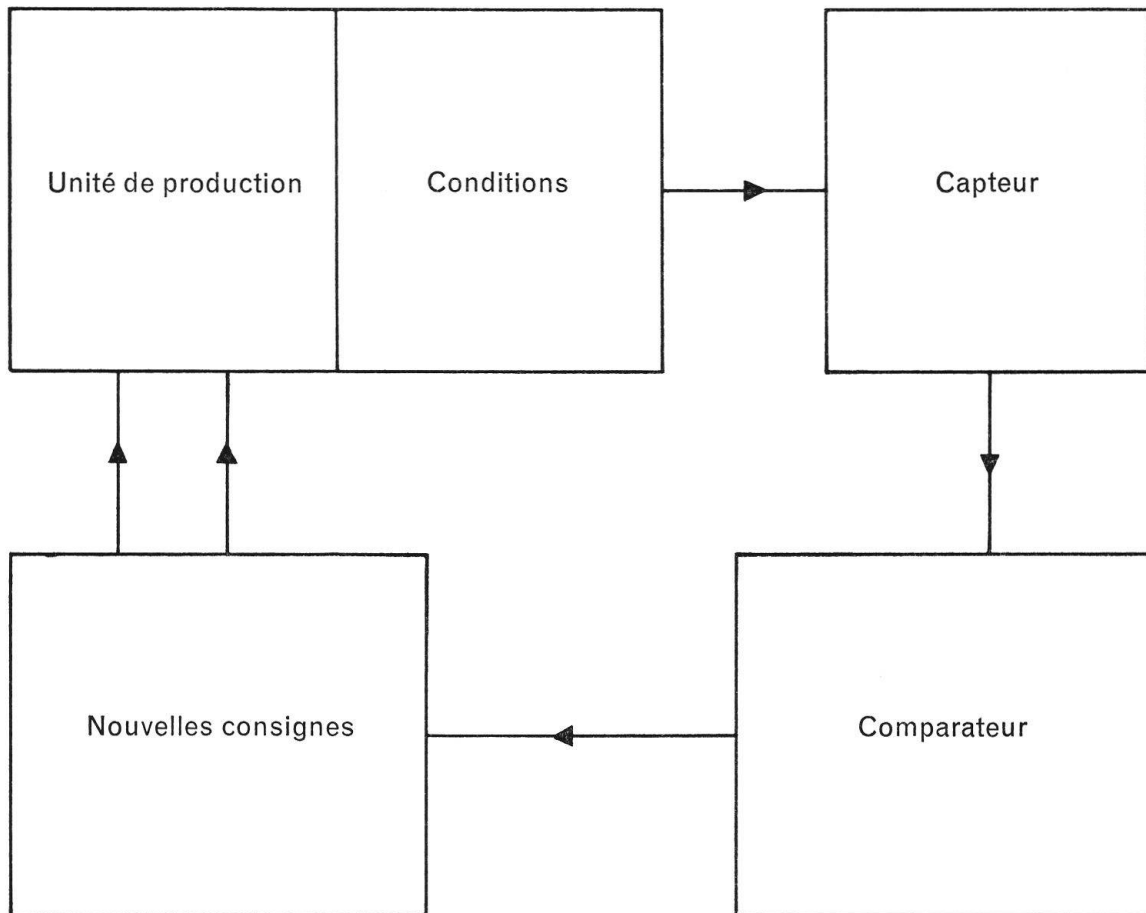 Unité de production
Conditions
Capteur
Nouvelles consignes
Comparateur